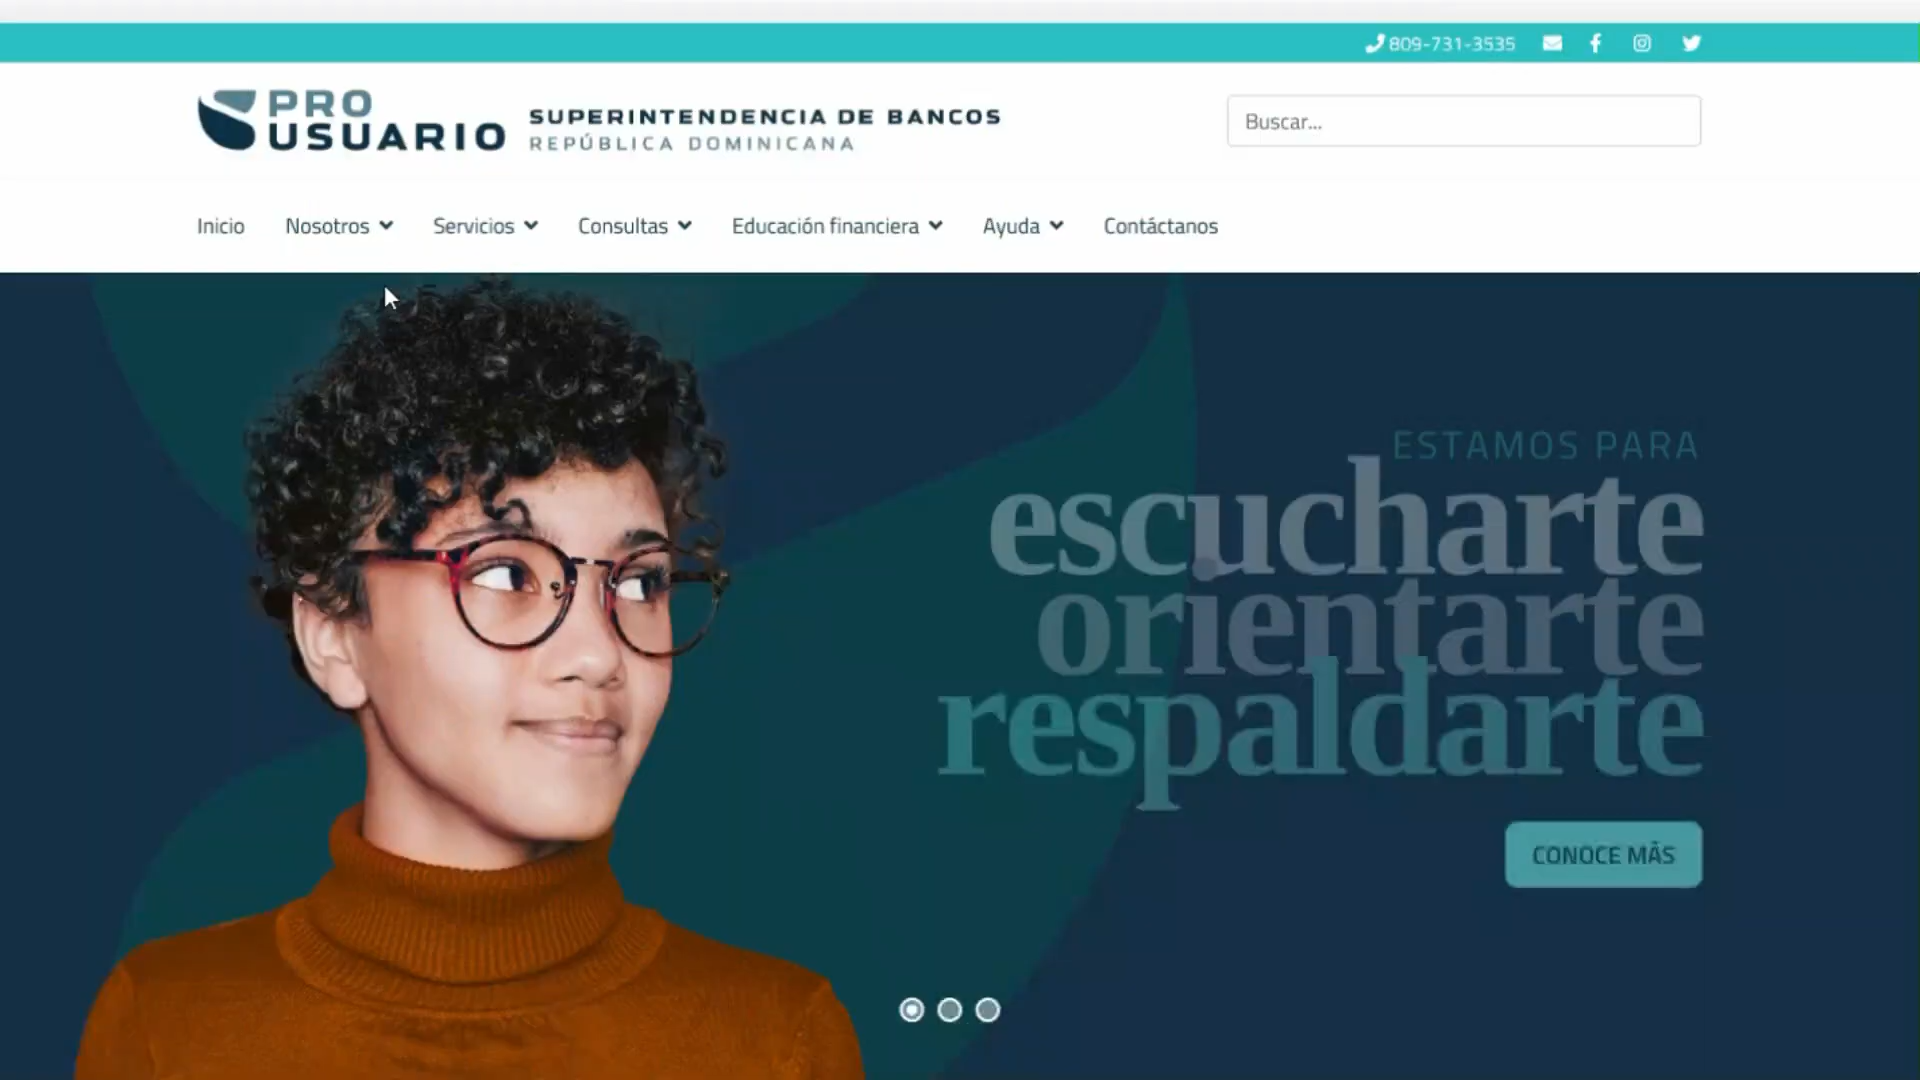 809-731-3535
PRO
USUARIO
SUPERINTENDENCIA DE BANCOS
REPÚBLICA DOMINICANA
Buscar...
Inicio
Nosotros
Servicios
Consultas
Educación financiera
Ayuda
Contáctanos
ESTAMOS PARA
escucharte
orientarte
respaldarte
CONOCE MÁS